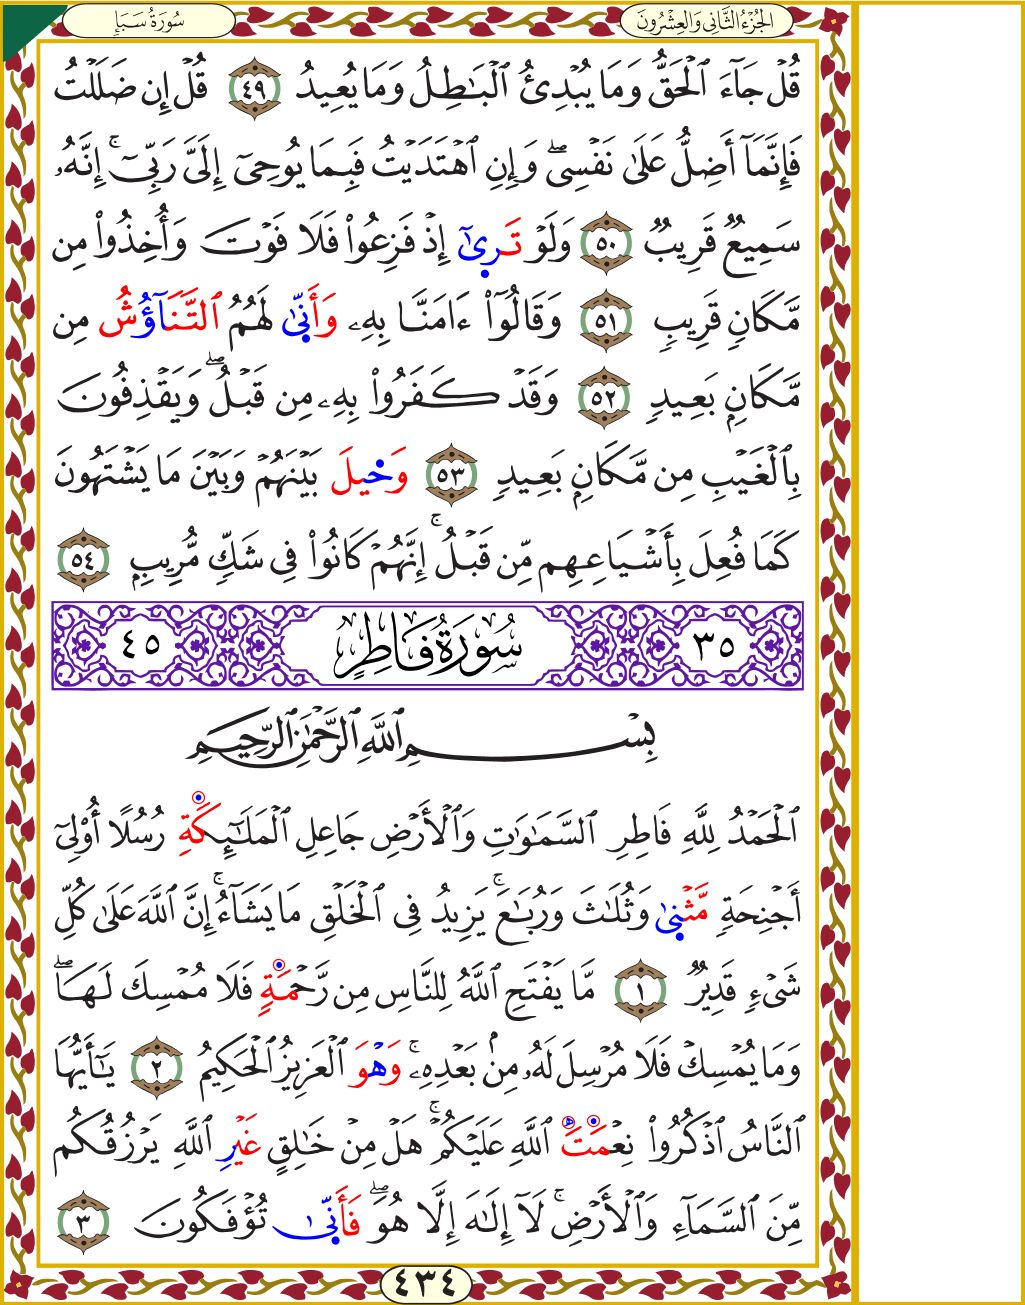 الجُزْءُ الثَّانِي وَالعِشْرُونَ
سُورَةُ سَبَإٍ
قُلْ جَآءَ ٱلْحَقُّ وَمَا يُبْدِئُ ٱلْبَٰطِلُ وَمَا يُعِيدُ ٤٩ قُلْ إِن ضَلَلْتُ
فَإِنَّمَآ أَضِلُّ عَلَىٰ نَفْسِىۖ وَإِنِ ٱهْتَدَيْتُ فَبِمَا يُوحِىٓ إِلَىَّ رَبِّىٓۚ إِنَّهُۥ
سَمِيعٌ قَرِيبٌ ٥٠ وَلَوْ تَرِىٰٓ إِذْ فَزِعُوا۟ فَلَا فَوْتَ وَأُخِذُوا۟ مِن
مَّكَانٍ قَرِيبٍ ٥١ وَقَالُوٓا۟ ءَامَنَّا بِهِۦ وَأَنّىٰ لَهُمُ ٱلتَّنَآؤُشُ مِن
مَّكَانٍۭ بَعِيدٍ ٥٢ وَقَدْ كَفَرُوا۟ بِهِۦ مِن قَبْلُۖ وَيَقْذِفُونَ
بِٱلْغَيْبِ مِن مَّكَانٍۭ بَعِيدٍ ٥٣ وَحِيلَ بَيْنَهُمْ وَبَيْنَ مَا يَشْتَهُونَ
كَمَا فُعِلَ بِأَشْيَاعِهِم مِّن قَبْلُۚ إِنَّهُمْ كَانُوا۟ فِى شَكٍّ مُّرِيبٍۭ ٥٤
٣٥ سُورَةُ فَاطِرٍ ٤٥
بِسْمِ ٱللَّهِ ٱلرَّحْمَٰنِ ٱلرَّحِيمِ
ٱلْحَمْدُ لِلَّهِ فَاطِرِ ٱلسَّمَٰوَٰتِ وَٱلْأَرْضِ جَاعِلِ ٱلْمَلَٰٓئِكَةِ رُسُلًا أُو۟لِىٓ
أَجْنِحَةٍ مَّثْنِىٰ وَثُلَٰثَ وَرُبَٰعَۚ يَزِيدُ فِى ٱلْخَلْقِ مَا يَشَآءُۚ إِنَّ ٱللَّهَ عَلَىٰ كُلِّ
شَىْءٍ قَدِيرٌ ١ مَّا يَفْتَحِ ٱللَّهُ لِلنَّاسِ مِن رَّحْمَةٍ فَلَا مُمْسِكَ لَهَاۖ
وَمَا يُمْسِكْ فَلَا مُرْسِلَ لَهُۥ مِنۢ بَعْدِهِۦۚ وَهْوَ ٱلْعَزِيزُ ٱلْحَكِيمُ ٢ يَٰٓأَيُّهَا
ٱلنَّاسُ ٱذْكُرُوا۟ نِعْمَتَ ٱللَّهِ عَلَيْكُمْۚ هَلْ مِنْ خَٰلِقٍ غَيْرِ ٱللَّهِ يَرْزُقُكُم
مِّنَ ٱلسَّمَآءِ وَٱلْأَرْضِۚ لَآ إِلَٰهَ إِلَّا هُوَۖ فَأَنّىٰ تُؤْفَكُونَ ٣
٤٣٤